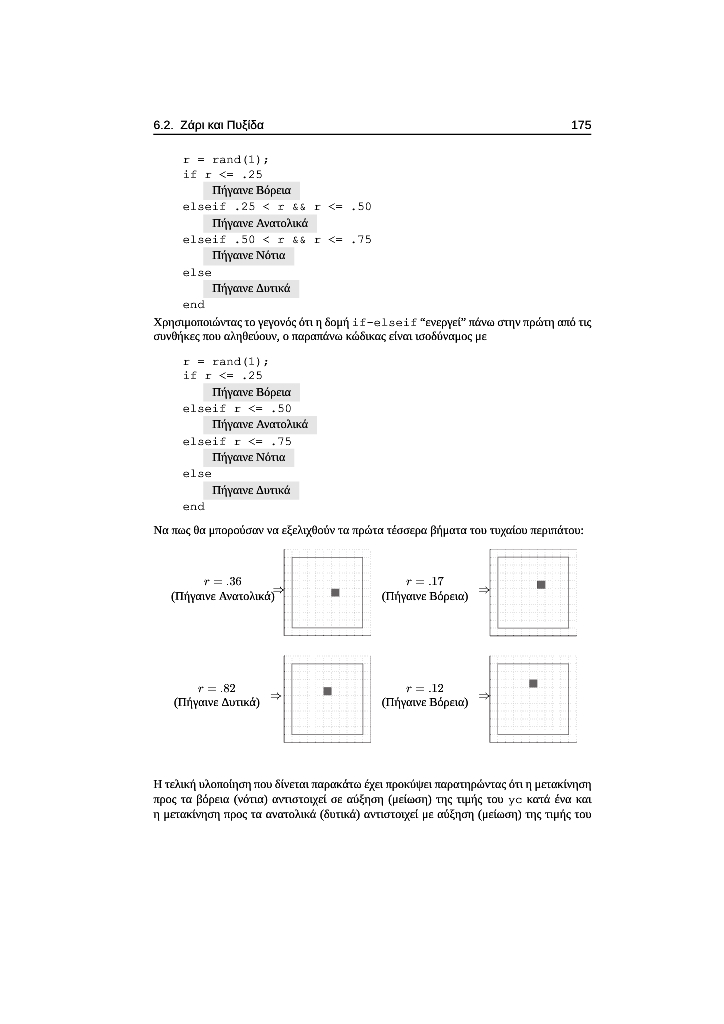 6.2. Ζάρι και Πυξίδα 175
r = rand(1);
if r <= .25
Πήγαινε Βόρεια
elseif .25 < r && r <= .50
Πήγαινε Ανατολικά
elseif .50 < r && r <= .75
Πήγαινε Νότια
else
Πήγαινε Δυτικά
end
Χρησιμοποιώντας το γεγονός ότι η δομή if-elseif “ενεργεί” πάνω στην πρώτη από τις
συνθήκες που αληθεύουν, ο παραπάνω κώδικας είναι ισοδύναμος με
r = rand(1);
if r <= .25
Πήγαινε Βόρεια
elseif r <= .50
Πήγαινε Ανατολικά
elseif r <= .75
Πήγαινε Νότια
else
Πήγαινε Δυτικά
end
Να πως θα μπορούσαν να εξελιχθούν τα πρώτα τέσσερα βήματα του τυχαίου περιπάτου:
r = .36
(Πήγαινε Ανατολικά) ⇒
r = .17
(Πήγαινε Βόρεια) ⇒
r = .82
(Πήγαινε Δυτικά) ⇒
r = .12
(Πήγαινε Βόρεια) ⇒
Η τελική υλοποίηση που δίνεται παρακάτω έχει προκύψει παρατηρώντας ότι η μετακίνηση
προς τα βόρεια (νότια) αντιστοιχεί σε αύξηση (μείωση) της τιμής του yc κατά ένα και
η μετακίνηση προς τα ανατολικά (δυτικά) αντιστοιχεί με αύξηση (μείωση) της τιμής του